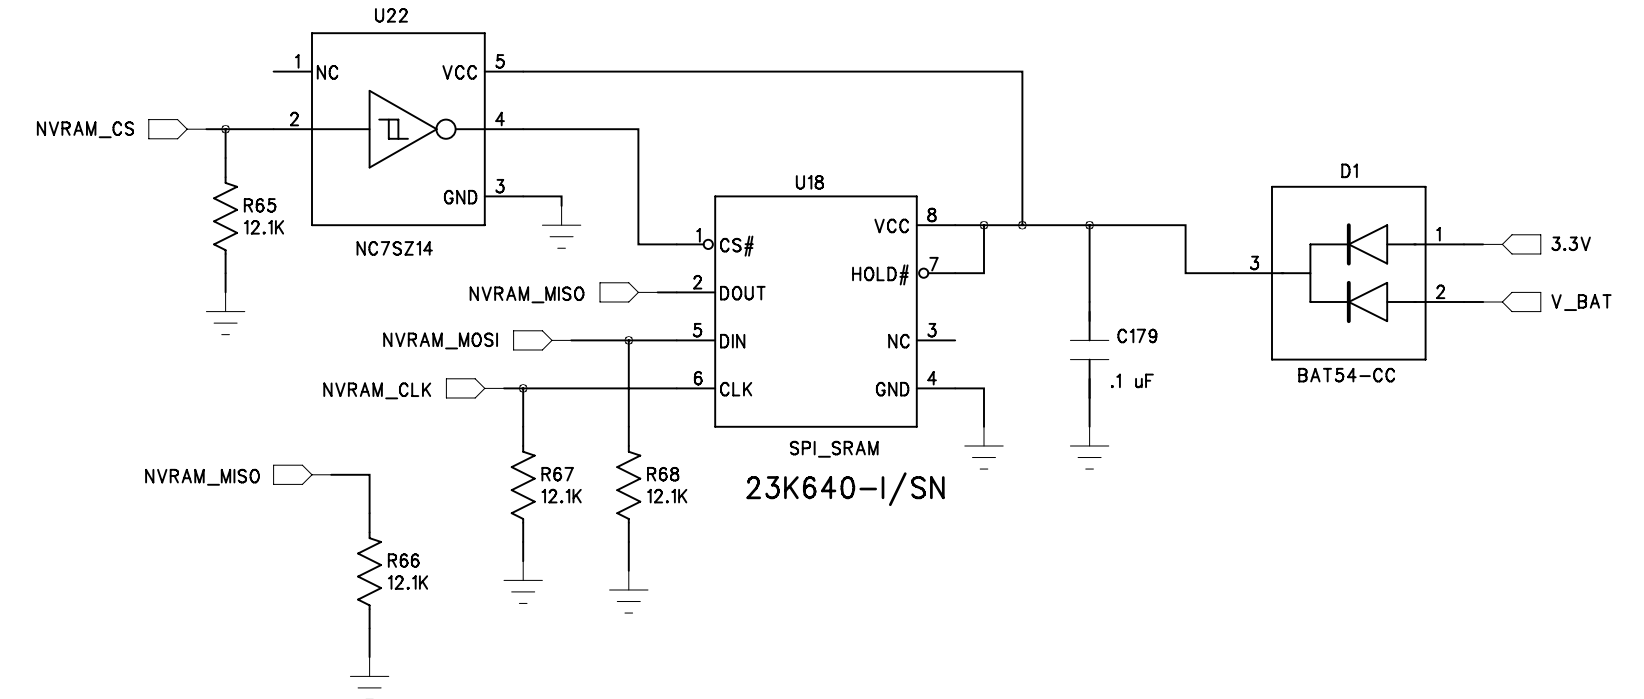 U22
1
NC
VCC
5
NVRAM_CS
2
4
GND
3
R65
12.1K
NC7SZ14
U18
1
CS#
VCC
8
HOLD#
7
NVRAM_MISO
2
DOUT
NVRAM_MOSI
5
DIN
NC
3
NVRAM_CLK
6
CLK
GND
4
SPI_SRAM
23K640-I/SN
C179
.1 uF
D1
3
1
3.3V
2
V_BAT
BAT54-CC
R67
12.1K
R68
12.1K
NVRAM_MISO
R66
12.1K